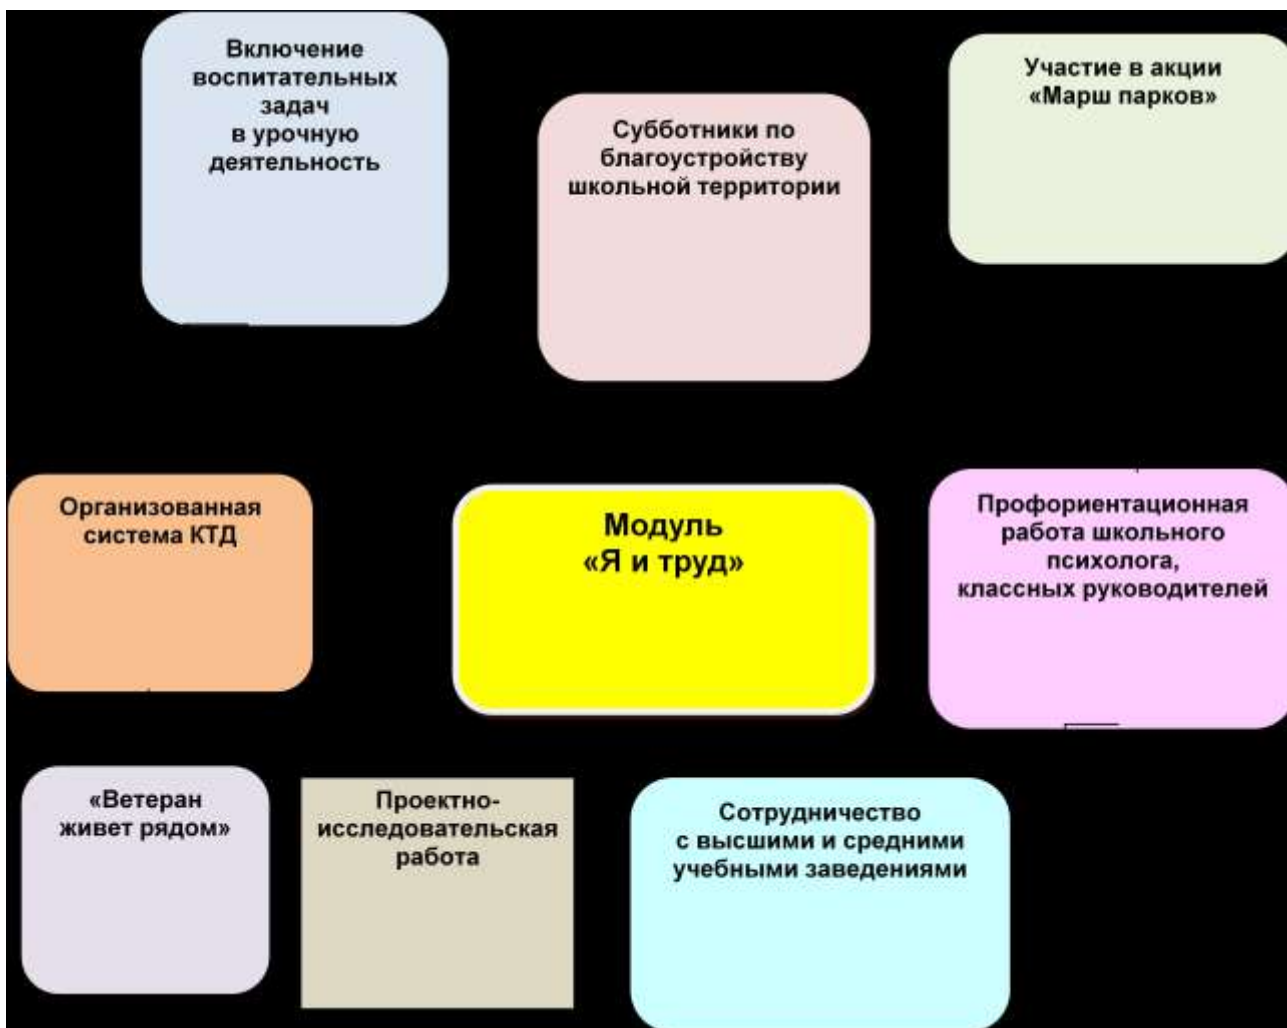 Включение
воспитательных
задач
в урочную
деятельность
Субботники по
благоустройству
школьной территории
Участие в акции
«Марш парков»
Организованная
система КТД
Модуль
«Я и труд»
Профориентационная
работа школьного
психолога,
классных руководителей
«Ветеран
живет рядом»
Проектно-
исследовательская
работа
Сотрудничество
с высшими и средними
учебными заведениями